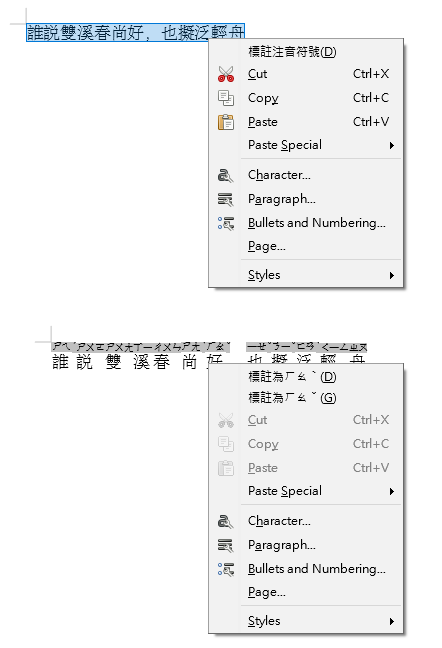 誰説雙溪春尚好，也擬泛輕舟
標註注音符號(D)
Cut Ctrl+X
Copy Ctrl+C
Paste Ctrl+V
Paste Special
Character...
Paragraph...
Bullets and Numbering...
Page...
Styles
誰 説 雙 溪春 尚 好 也 擬 泛 輕 舟
標註為ㄏㄠˋ(D)
標註為ㄏㄠˇ(G)
Cut Ctrl+X
Copy Ctrl+C
Paste Ctrl+V
Paste Special
Character...
Paragraph...
Bullets and Numbering...
Page...
Styles